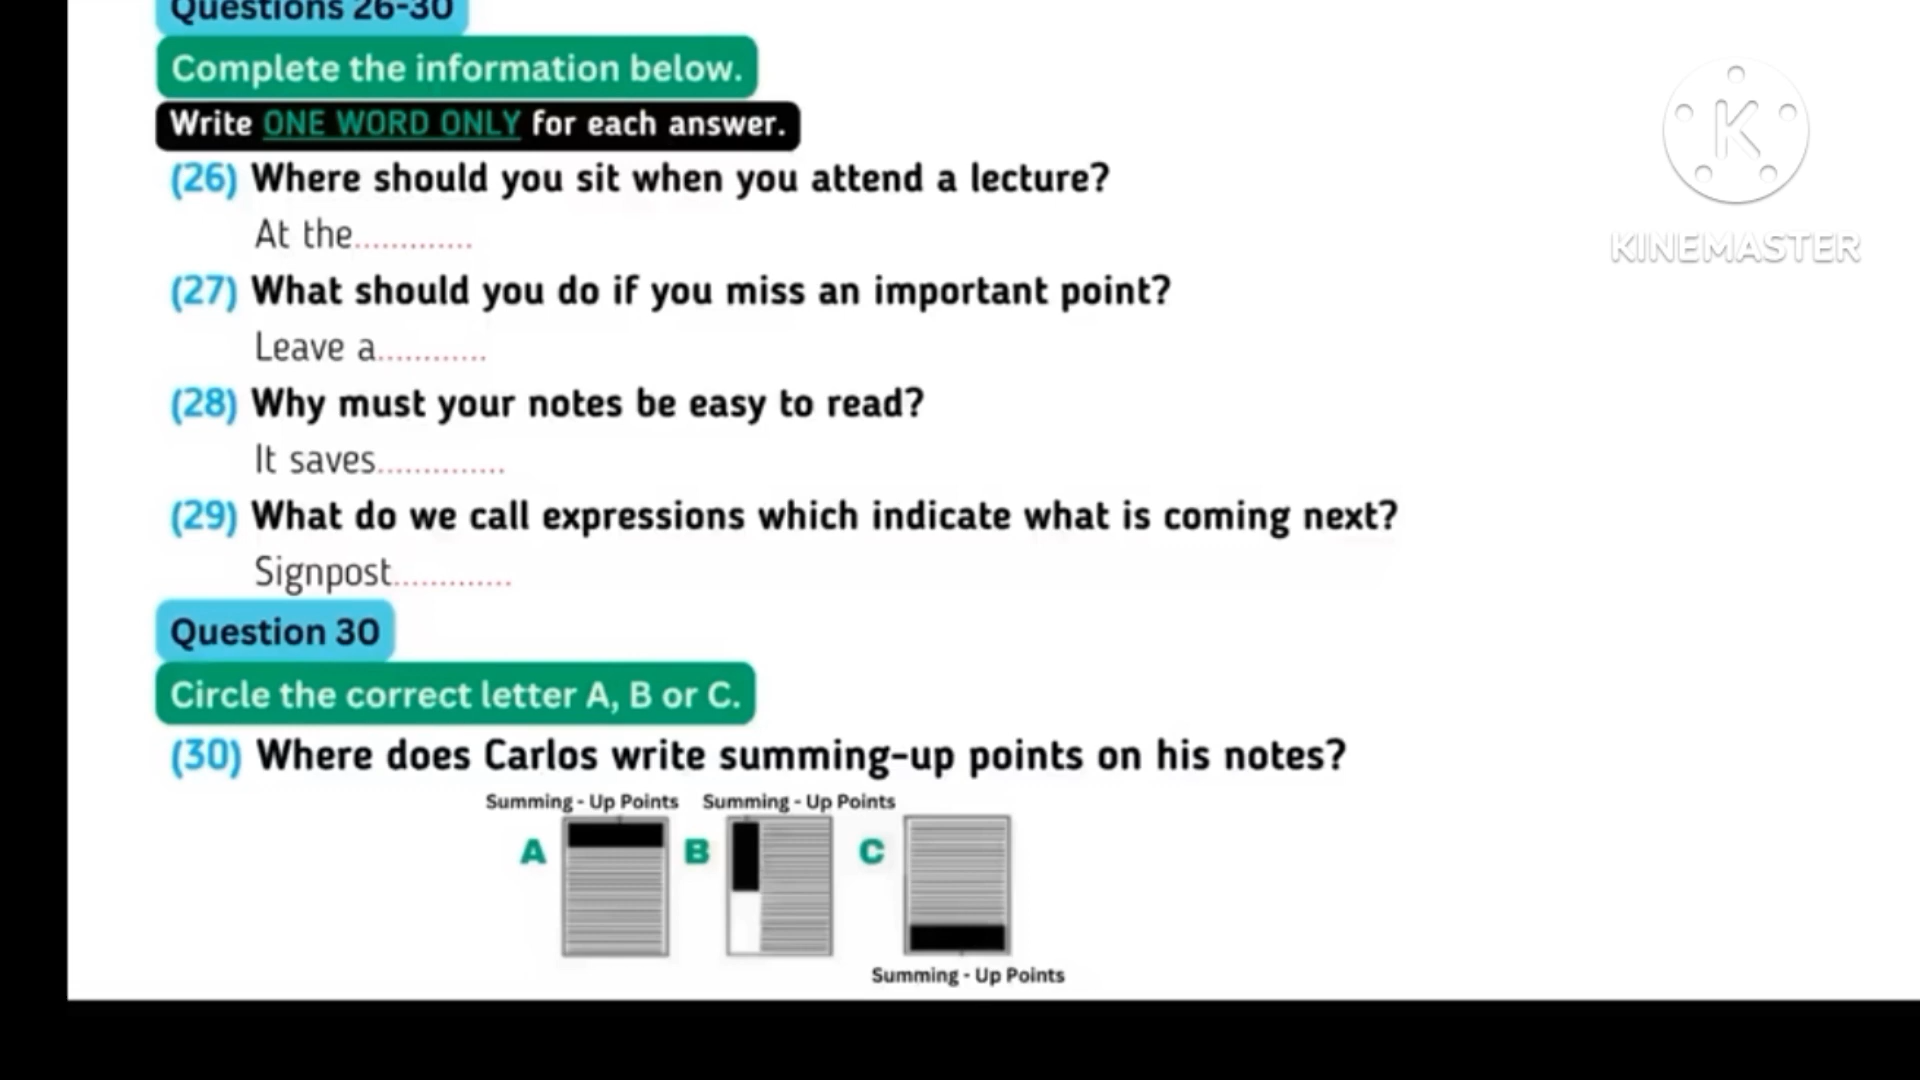 Questions 26-30
Complete the information below.
Write ONE WORD ONLY for each answer.
(26) Where should you sit when you attend a lecture?
At the.............
(27) What should you do if you miss an important point?
Leave a............
(28) Why must your notes be easy to read?
It saves.............
(29) What do we call expressions which indicate what is coming next?
Signpost............
Question 30
Circle the correct letter A, B or C.
(30) Where does Carlos write summing-up points on his notes?
Summing - Up Points Summing - Up Points
A B C
Summing - Up Points
K
KINEMASTER